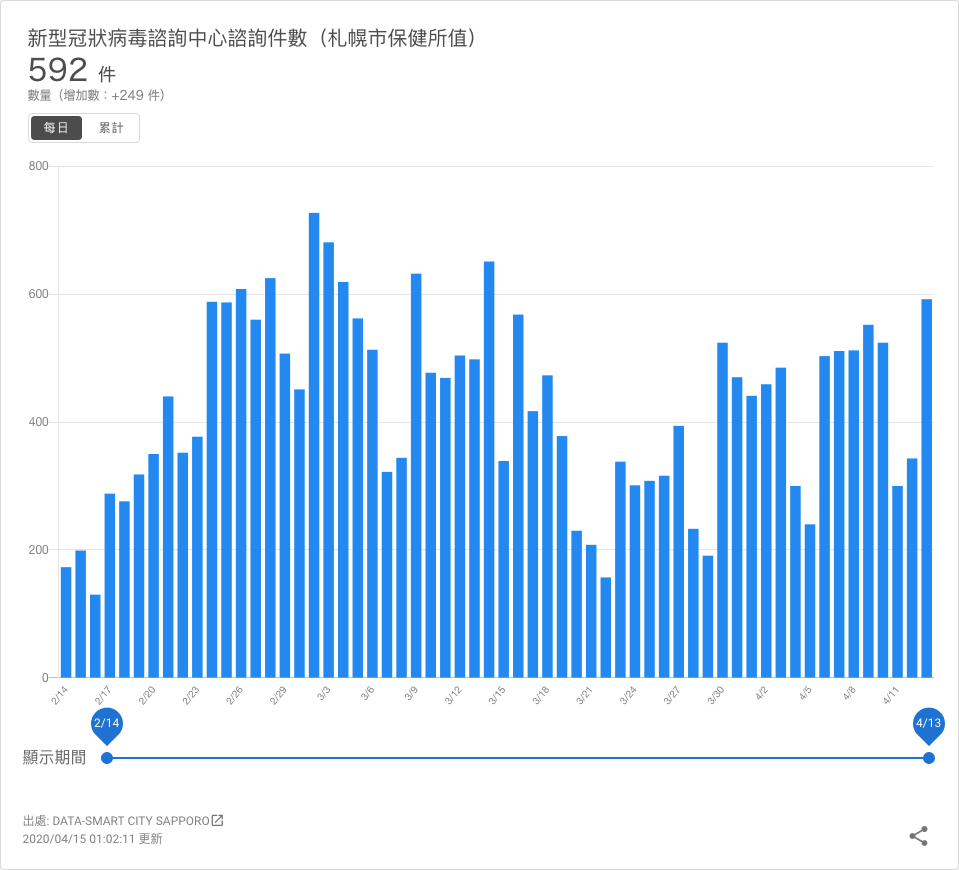 新型冠狀病毒諮詢中心諮詢件數（札幌市保健所值）
592 件
數量（增加數：+249 件）
每日 累計
800
600
400
200
0
2/14 2/17 2/20 2/23 2/26 2/29 3/3 3/6 3/9 3/12 3/15 3/18 3/21 3/24 3/27 3/30 4/2 4/5 4/8 4/11
2/14 4/13
顯示期間
出處: DATA-SMART CITY SAPPORO
2020/04/15 01:02:11 更新